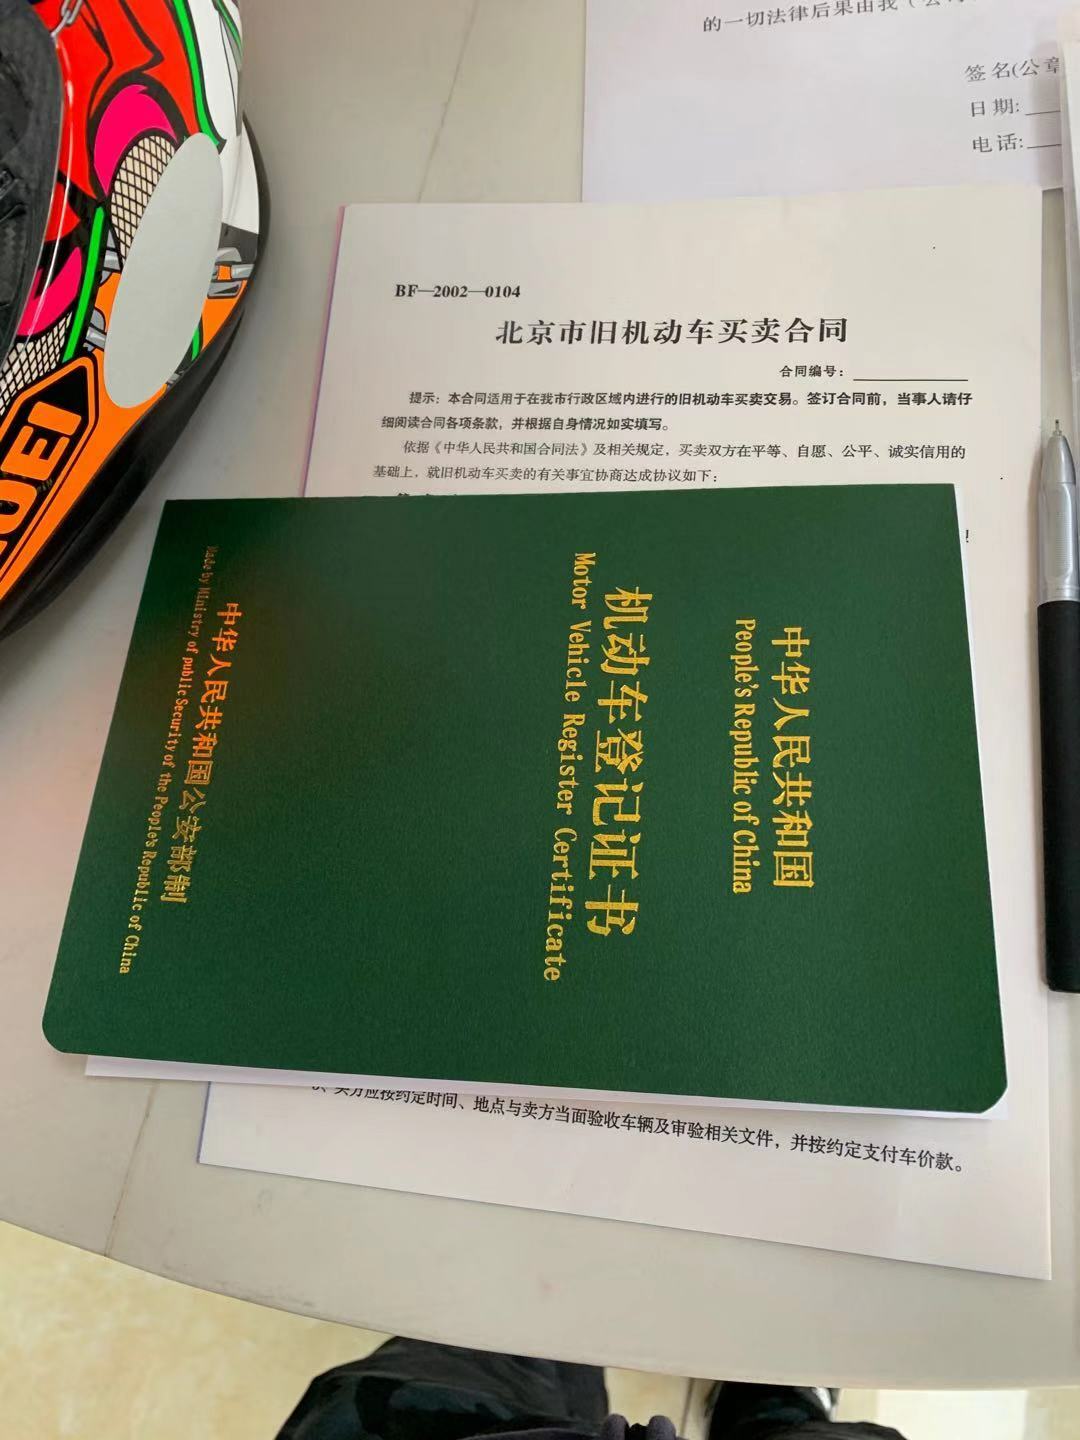 的一切法律后果由我（公司
签 名(公 章
日 期:
电 话:
BF—2002—0104
北京市旧机动车买卖合同
合同编号：
提示：本合同适用于在我市行政区域内进行的旧机动车买卖交易。签订合同前，当事人请仔
细阅读合同各项条款，并根据自身情况如实填写。
依据《中华人民共和国合同法》及相关规定，买卖双方在平等、自愿、公平、诚实信用的
基础上，就旧机动车买卖的有关事宜协商达成协议如下：
中华人民共和国
People's Republic of China
机动车登记证书
Motor Vehicle Register Certificate
中华人民共和国公安部制
Made by Ministry of public Security of the People's Republic of China
买方应按约定时间、地点与卖方当面验收车辆及审验相关文件，并按约定支付车价款。